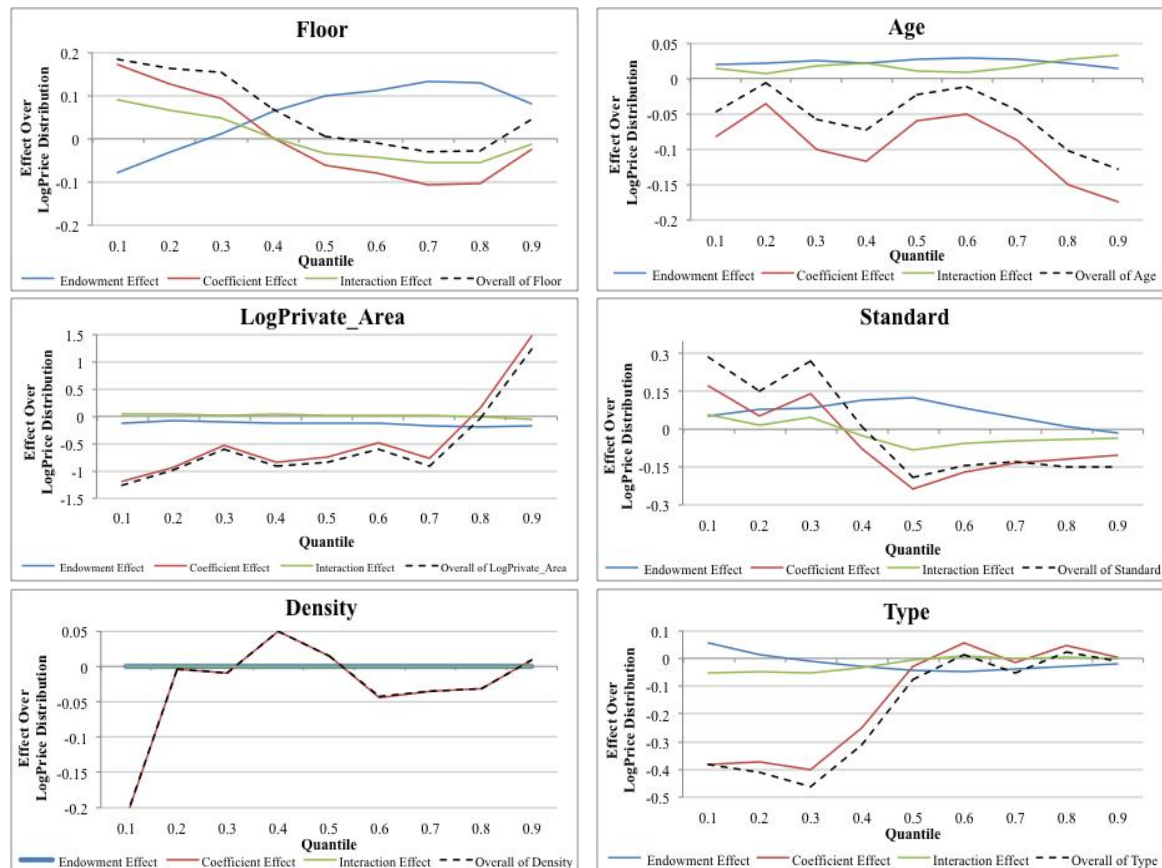 Floor
Effect Over
LogPrice Distribution
0.2
0.1
0
-0.1
-0.2
0.1 0.2 0.3 0.4 0.5 0.6 0.7 0.8 0.9
Quantile
Endowment Effect Coefficient Effect Interaction Effect Overall of Floor
Age
Effect Over
LogPrice Distribution
0.05
0
-0.05
-0.1
-0.15
-0.2
0.1 0.2 0.3 0.4 0.5 0.6 0.7 0.8 0.9
Quantile
Endowment Effect Coefficient Effect Interaction Effect Overall of Age
LogPrivate_Area
Effect Over
LogPrice Distribution
1.5
1
0.5
0
-0.5
-1
-1.5
0.1 0.2 0.3 0.4 0.5 0.6 0.7 0.8 0.9
Quantile
Endowment Effect Coefficient Effect Interaction Effect Overall of LogPrivate_Area
Standard
Effect Over
LogPrice Distribution
0.3
0.15
0
-0.15
-0.3
0.1 0.2 0.3 0.4 0.5 0.6 0.7 0.8 0.9
Quantile
Endowment Effect Coefficient Effect Interaction Effect Overall of Standard
Density
Effect Over
LogPrice Distribution
0.05
0
-0.05
-0.1
-0.15
-0.2
0.1 0.2 0.3 0.4 0.5 0.6 0.7 0.8 0.9
Quantile
Endowment Effect Coefficient Effect Interaction Effect Overall of Density
Type
Effect Over
LogPrice Distribution
0.1
0
-0.1
-0.2
-0.3
-0.4
-0.5
0.1 0.2 0.3 0.4 0.5 0.6 0.7 0.8 0.9
Quantile
Endowment Effect Coefficient Effect Interaction Effect Overall of Type